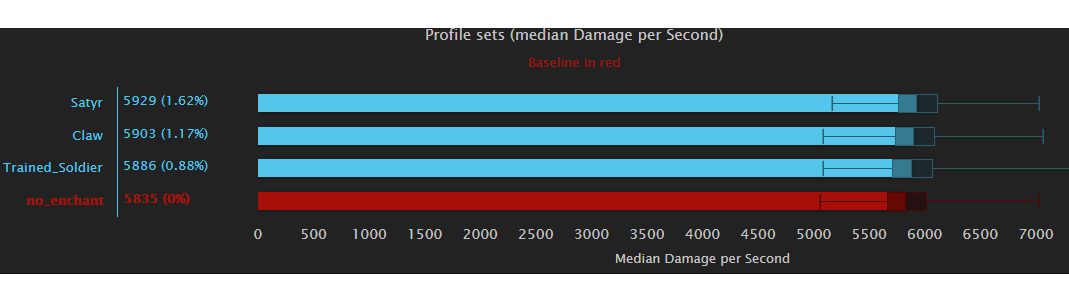 Profile sets (median Damage per Second)
Baseline in red
Satyr 5929 (1.62%)
Claw 5903 (1.17%)
Trained_Soldier 5886 (0.88%)
no_enchant 5835 (0%)
0 500 1000 1500 2000 2500 3000 3500 4000 4500 5000 5500 6000 6500 7000
Median Damage per Second